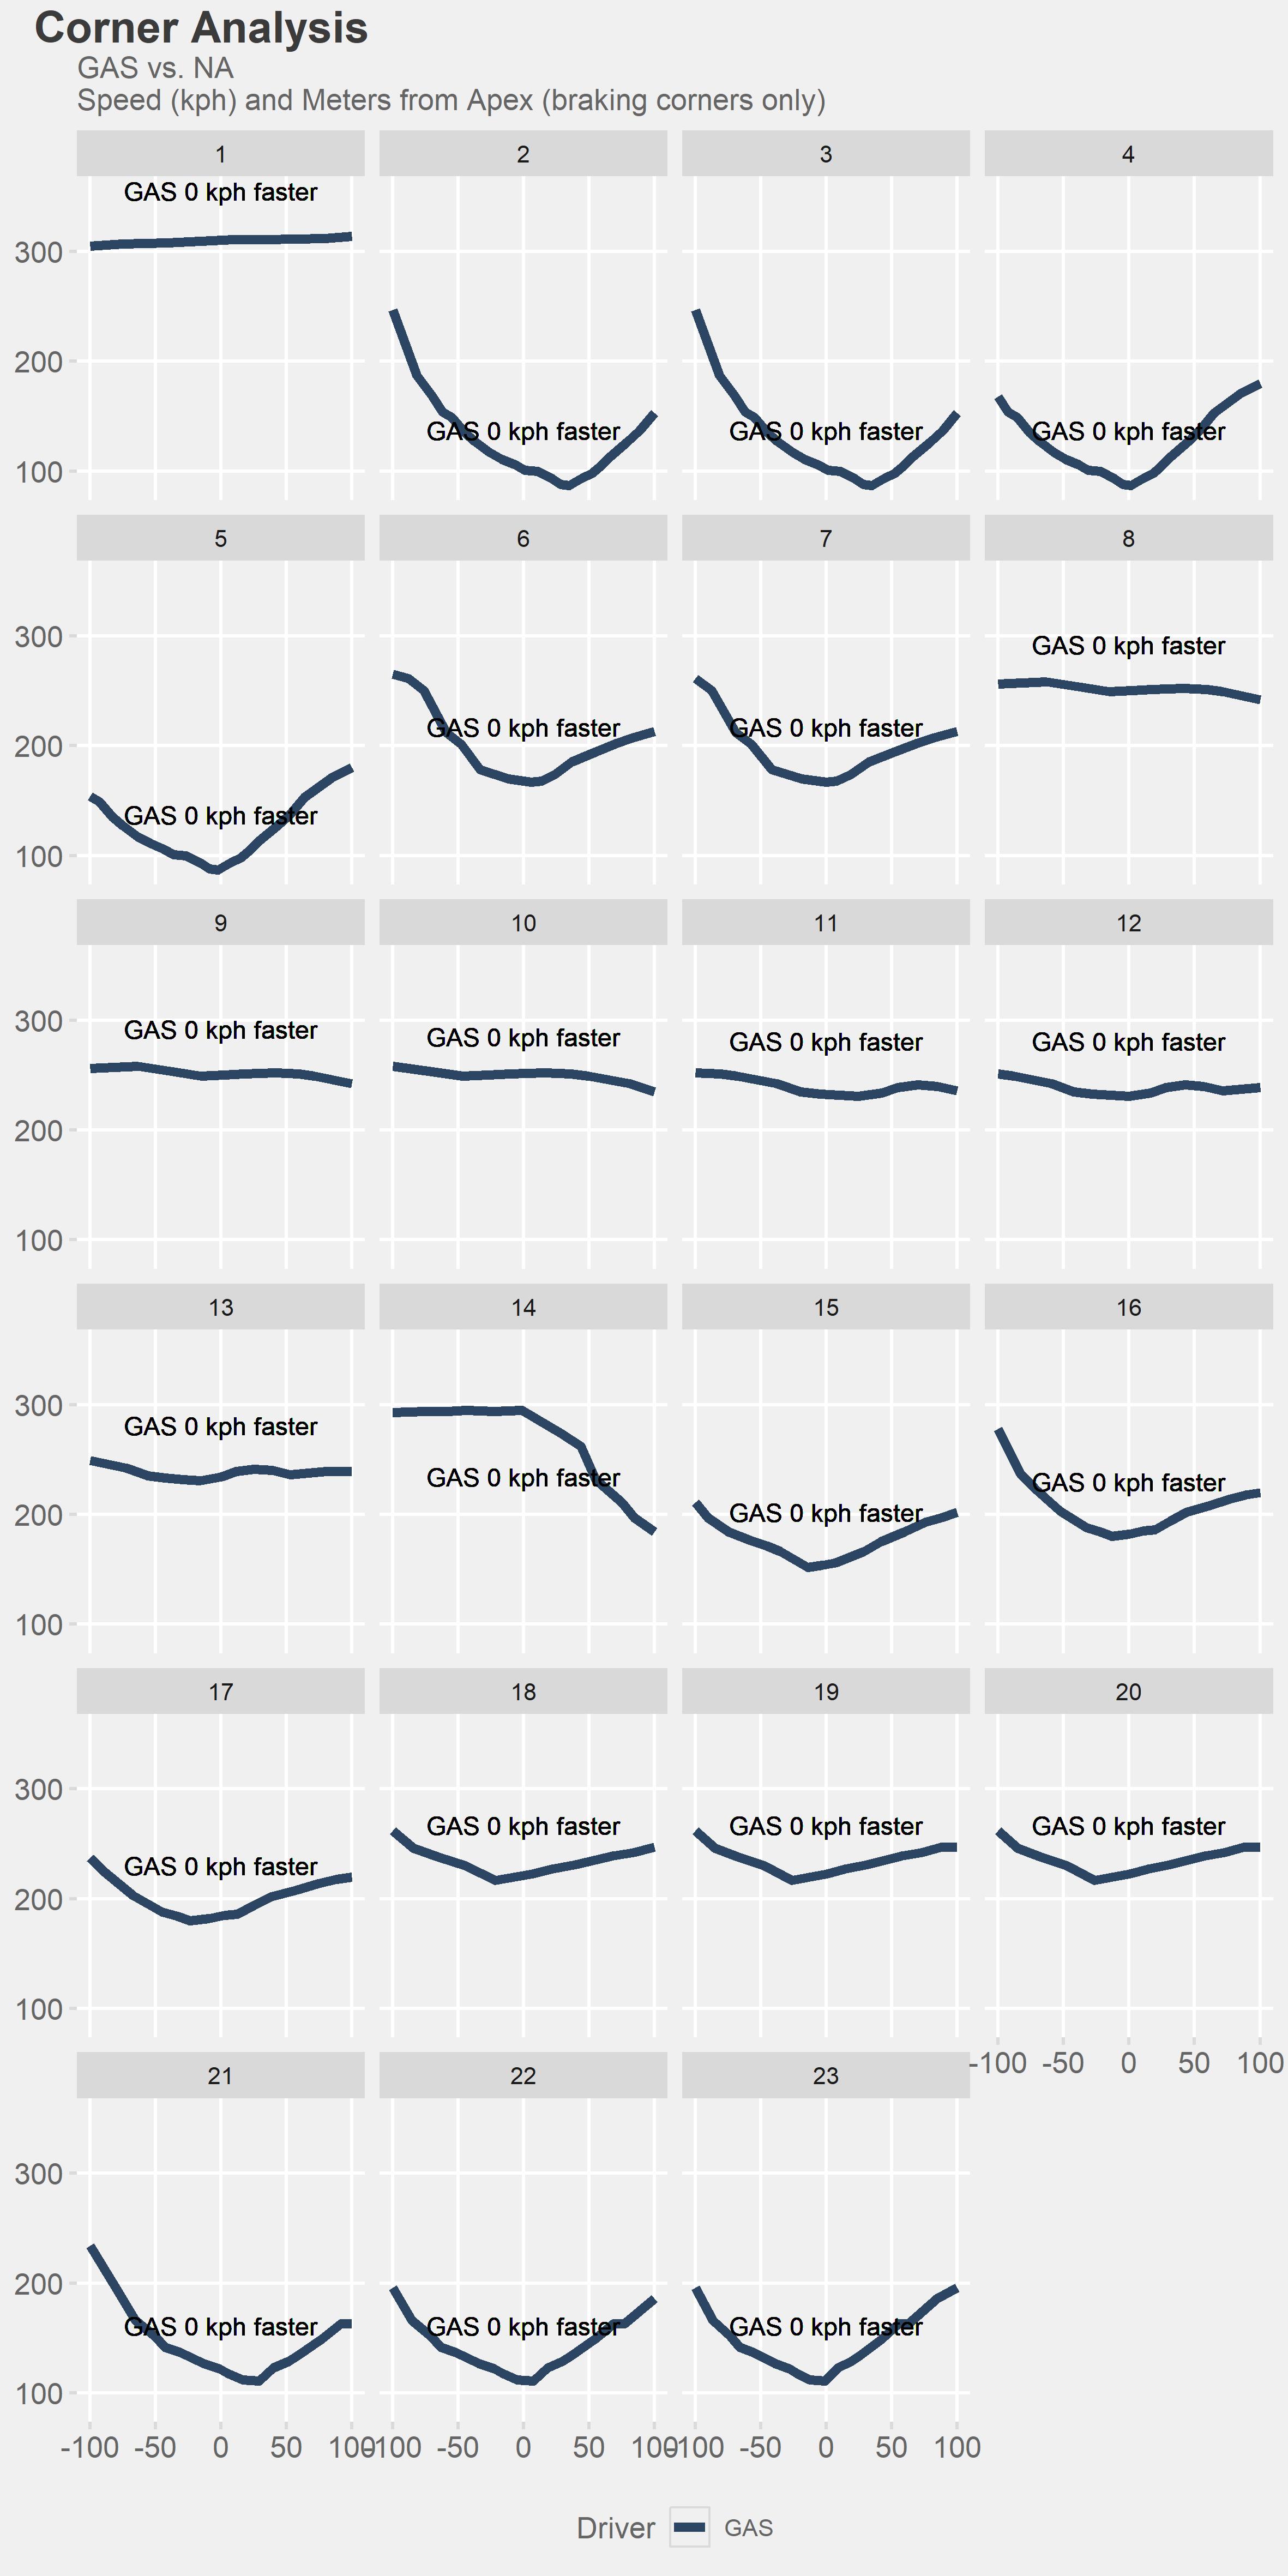 Corner Analysis
GAS vs. NA
Speed (kph) and Meters from Apex (braking corners only)
1 2 3 4
GAS 0 kph faster
300
200
100
GAS 0 kph faster GAS 0 kph faster GAS 0 kph faster
5 6 7 8
300
200
100
GAS 0 kph faster GAS 0 kph faster GAS 0 kph faster GAS 0 kph faster
9 10 11 12
300
200
100
GAS 0 kph faster GAS 0 kph faster GAS 0 kph faster GAS 0 kph faster
13 14 15 16
300
200
100
GAS 0 kph faster GAS 0 kph faster GAS 0 kph faster GAS 0 kph faster
17 18 19 20
300
200
100
GAS 0 kph faster GAS 0 kph faster GAS 0 kph faster GAS 0 kph faster
-100 -50 0 50 100
21 22 23
300
200
100
GAS 0 kph faster GAS 0 kph faster GAS 0 kph faster
-100 -50 0 50 100 -100 -50 0 50 100 -100 -50 0 50 100
Driver GAS